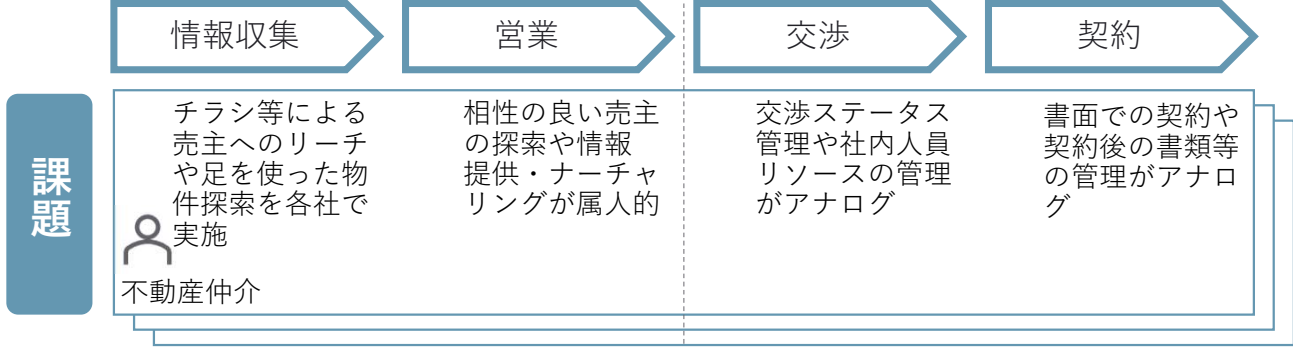 情報収集
営業
交渉
契約
課題
チラシ等による
売主へのリーチ
や足を使った物
件探索を各社で
実施
不動産仲介
相性の良い売主
の探索や情報
提供・ナーチャ
リングが属人的
交渉ステータス
管理や社内人員
リソースの管理
がアナログ
書面での契約や
契約後の書類等
の管理がアナロ
グ